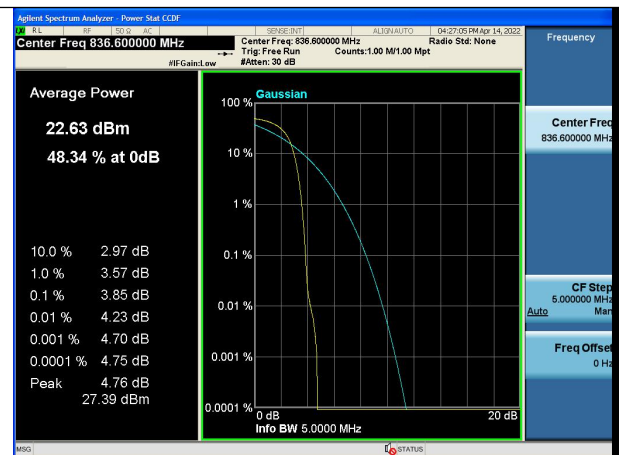 Agilent Spectrum Analyzer - Power Stat CCDF
RL RF 50 Ω AC SENSE:INT ALIGN AUTO 04:27:05 PM Apr 14, 2022
Center Freq 836.600000 MHz
Center Freq: 836.600000 MHz Radio Std: None
Trig: Free Run Counts:1.00 M/1.00 Mpt
#IFGain:Low #Atten: 30 dB
Frequency
Average Power
22.63 dBm
48.34 % at 0dB
10.0 % 2.97 dB
1.0 % 3.57 dB
0.1 % 3.85 dB
0.01 % 4.23 dB
0.001 % 4.70 dB
0.0001 % 4.75 dB
Peak 4.76 dB
27.39 dBm
Gaussian
100 %
10 %
1 %
0.1 %
0.01 %
0.001 %
0.0001 %
0 dB 20 dB
Info BW 5.0000 MHz
Center Freq
836.600000 MHz
CF Step
5.000000 MHz
Auto Man
Freq Offset
0 Hz
MSG STATUS